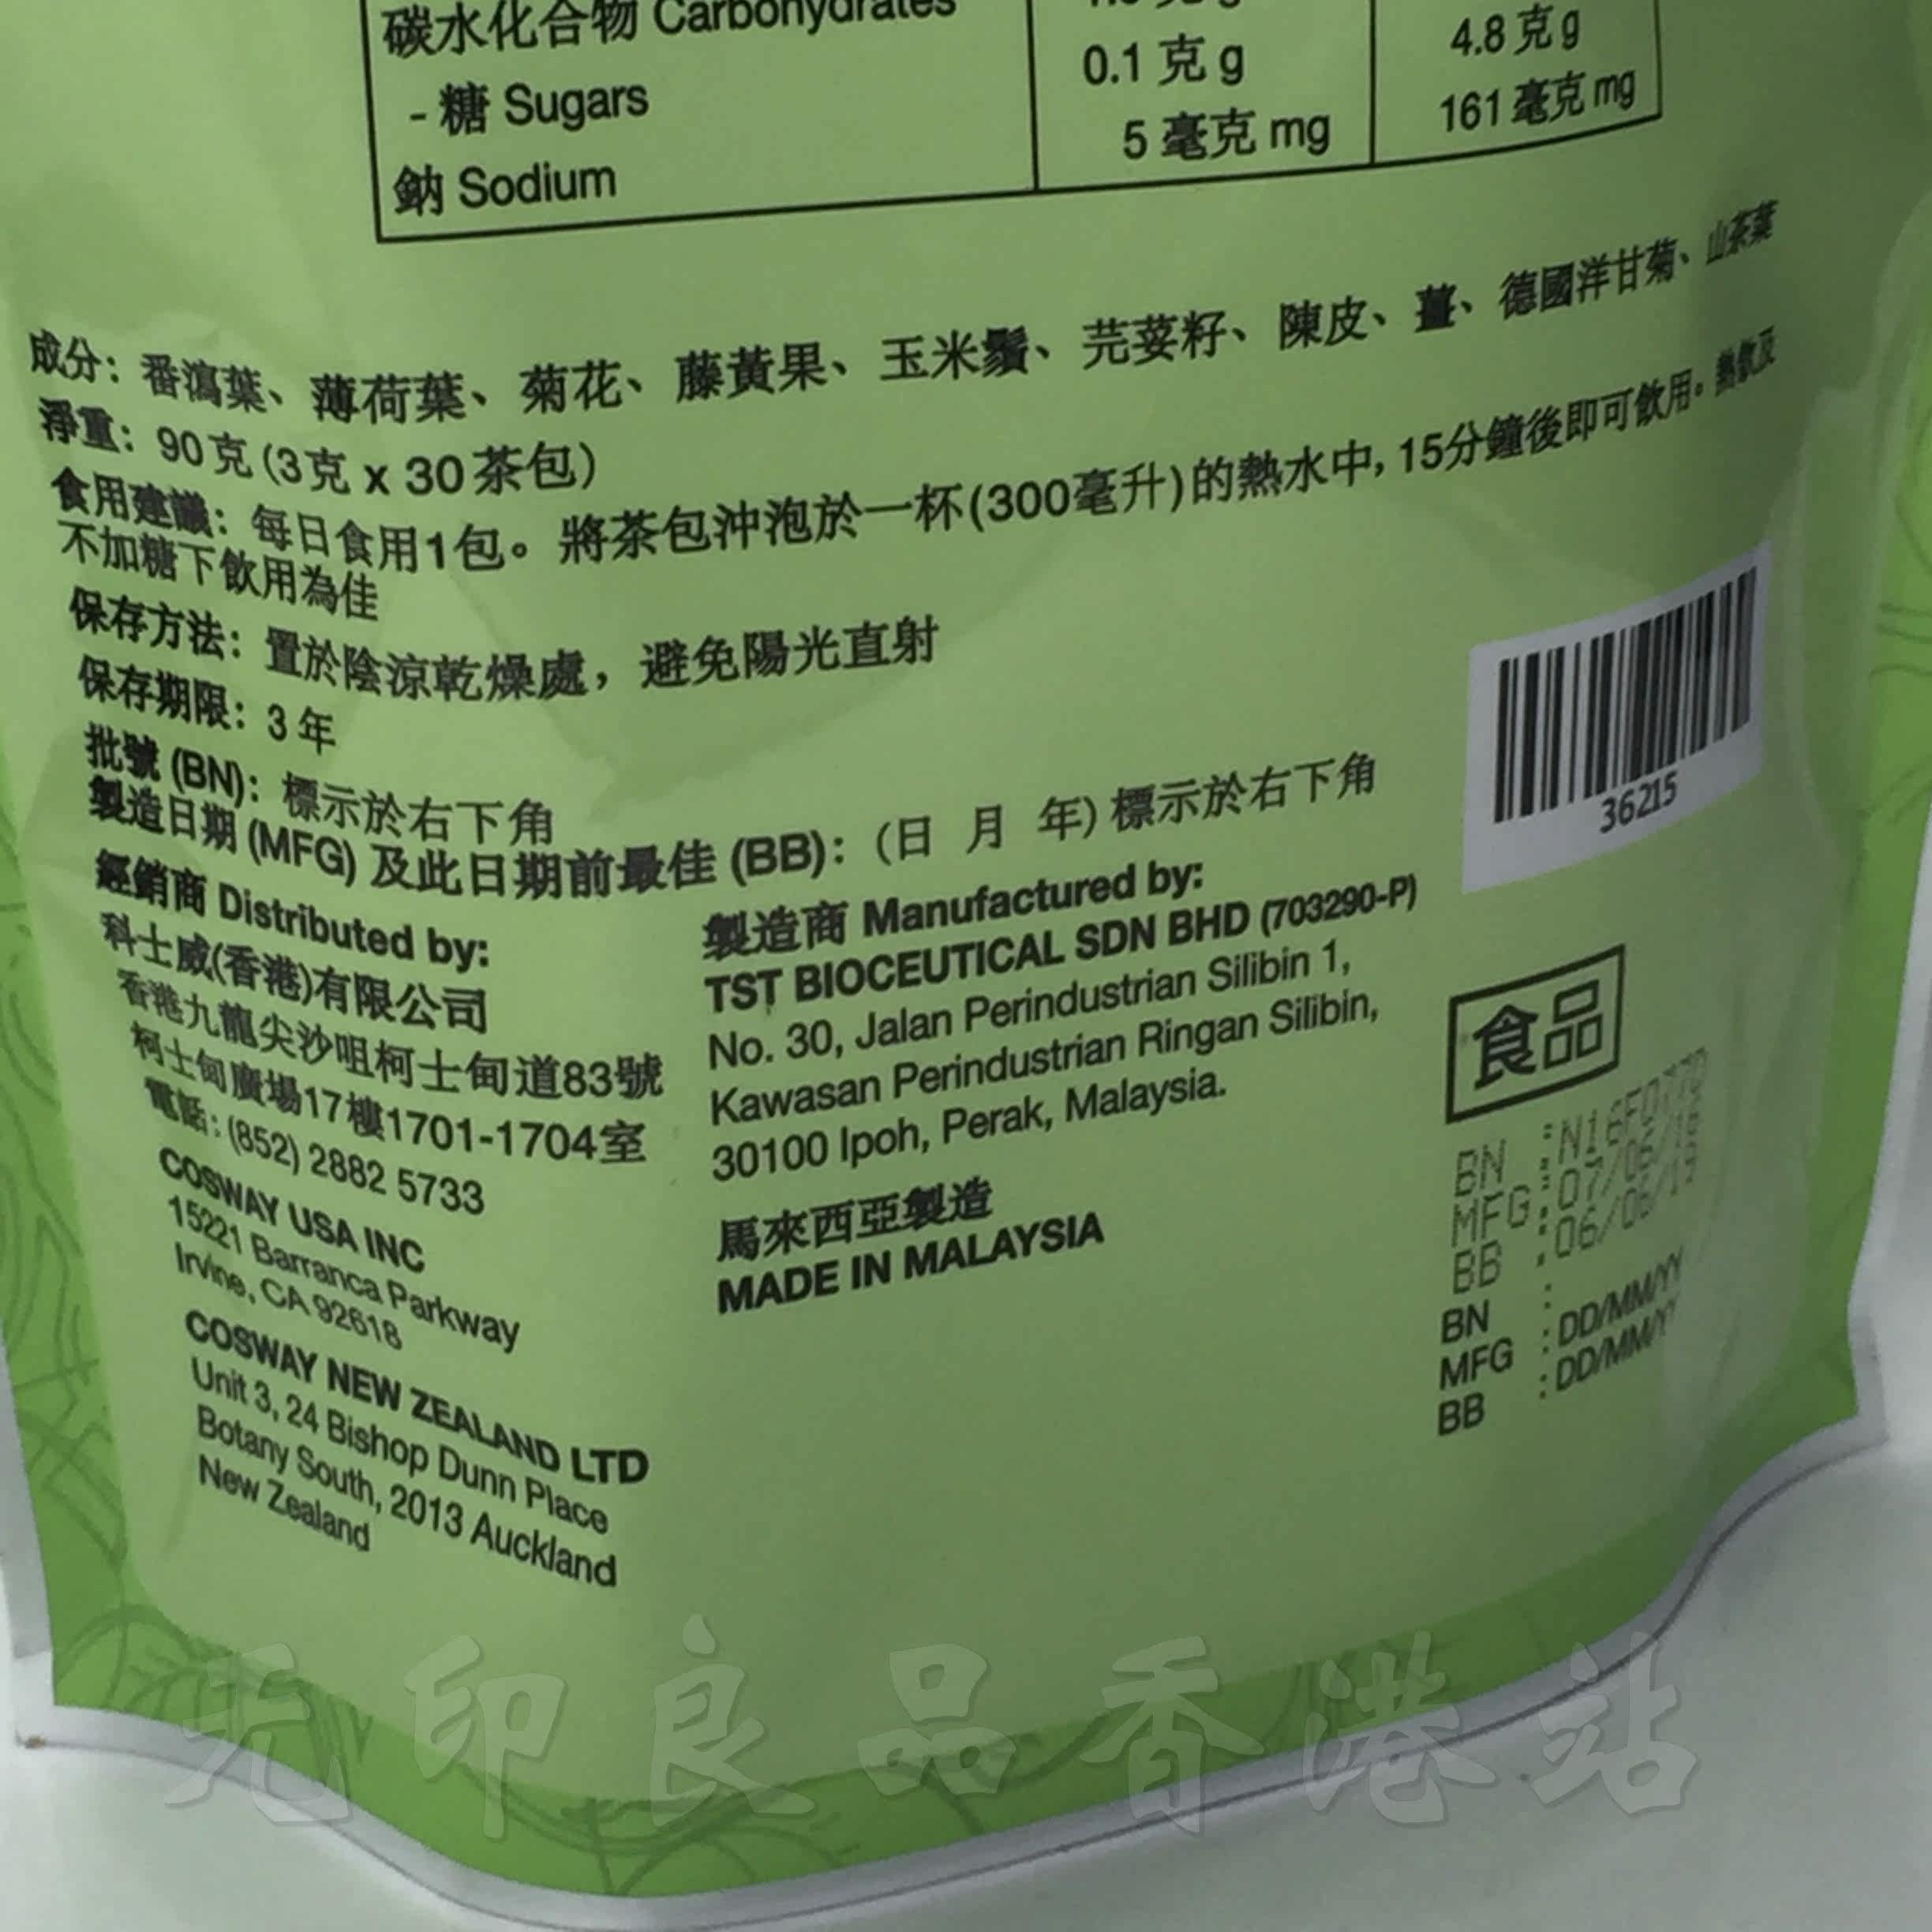 碳水化合物 Carbohydrates
- 糖 Sugars 0.1 克 g 4.8 克 g
鈉 Sodium 5 毫克 mg 161 毫克 mg
成分：番瀉葉、薄荷葉、菊花、藤黃果、玉米鬚、芫荽籽、陳皮、薑、德國洋甘菊、山茶葉
淨重：90克 (3克 x 30茶包)
食用建議：每日食用1包。將茶包沖泡於一杯(300毫升)的熱水中, 15分鐘後即可飲用。熱飲及
不加糖下飲用為佳
保存方法：置於陰涼乾燥處，避免陽光直射
保存期限：3 年
批號 (BN)：標示於右下角
製造日期 (MFG) 及此日期前最佳 (BB)：(日 月 年) 標示於右下角
經銷商 Distributed by:
科士威(香港)有限公司
香港九龍尖沙咀柯士甸道83號
柯士甸廣場17樓1701-1704室
電話：(852) 2882 5733
COSWAY USA INC
15221 Barranca Parkway
Irvine, CA 92618
COSWAY NEW ZEALAND LTD
Unit 3, 24 Bishop Dunn Place
Botany South, 2013 Auckland
New Zealand
製造商 Manufactured by:
TST BIOCEUTICAL SDN BHD (703290-P)
No. 30, Jalan Perindustrian Silibin 1,
Kawasan Perindustrian Ringan Silibin,
30100 Ipoh, Perak, Malaysia.
馬來西亞製造
MADE IN MALAYSIA
36215
食品
BN :
MFG :
BB : 06/06/19
BN :
MFG : DD/MM/YY
BB : DD/MM/YY
无印良品香港站